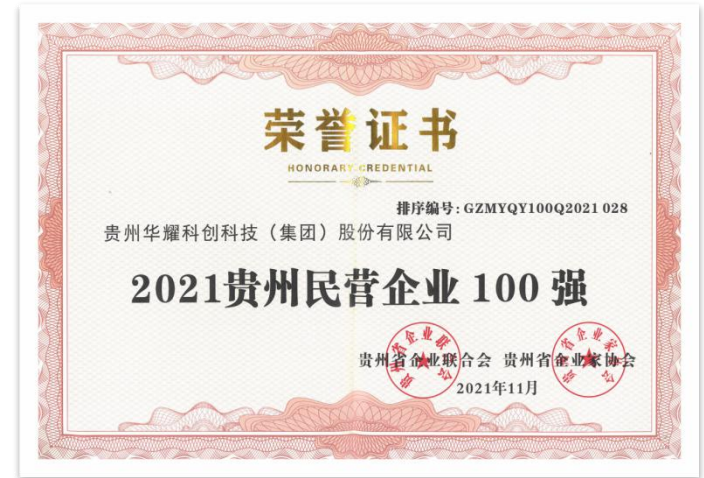 荣誉证书
HONORARY CREDENTIAL
排序编号：GZMYQY100Q2021 028
贵州华耀科创科技（集团）股份有限公司
2021贵州民营企业 100 强
贵州省企业联合会 贵州省企业家协会
2021年11月